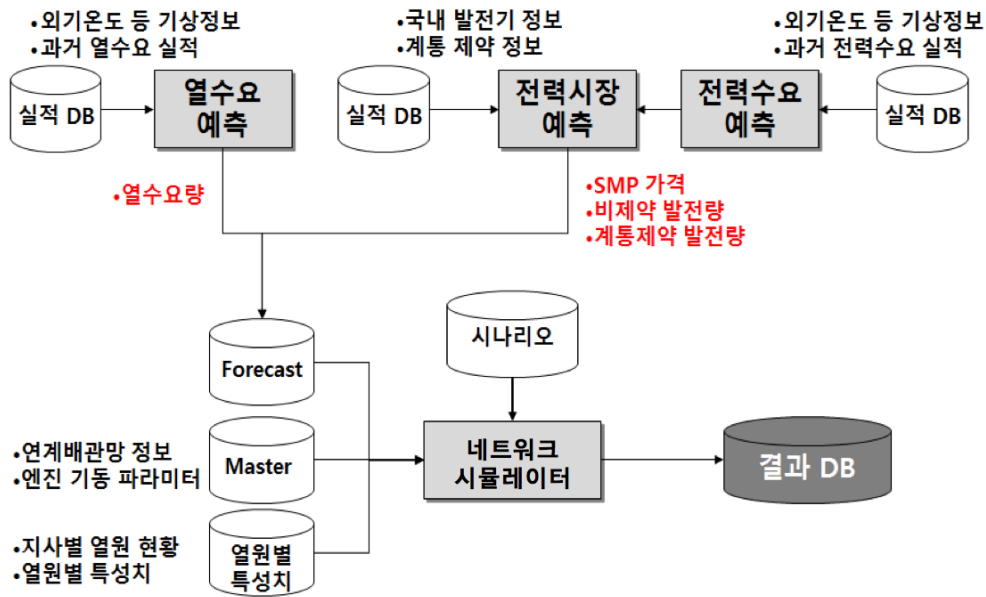 •외기온도 등 기상정보
•과거 열수요 실적
실적 DB
열수요
예측
•국내 발전기 정보
•계통 제약 정보
실적 DB
전력시장
예측
전력수요
예측
•외기온도 등 기상정보
•과거 전력수요 실적
실적 DB
•열수요량
•SMP 가격
•비제약 발전량
•계통제약 발전량
Forecast
시나리오
•연계배관망 정보
•엔진 기동 파라미터
Master
네트워크
시뮬레이터
결과 DB
•지사별 열원 현황
•열원별 특성치
열원별
특성치